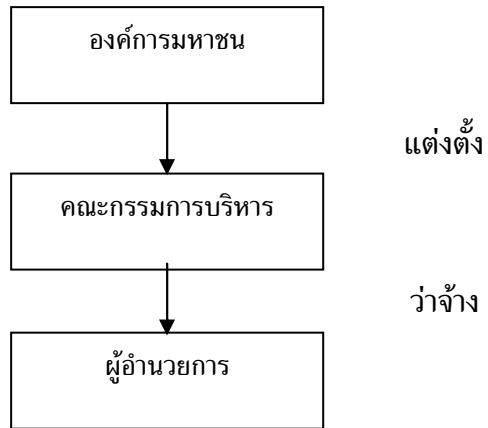 องค์การมหาชน
แต่งตั้ง
คณะกรรมการบริหาร
ว่าจ้าง
ผู้อำนวยการ